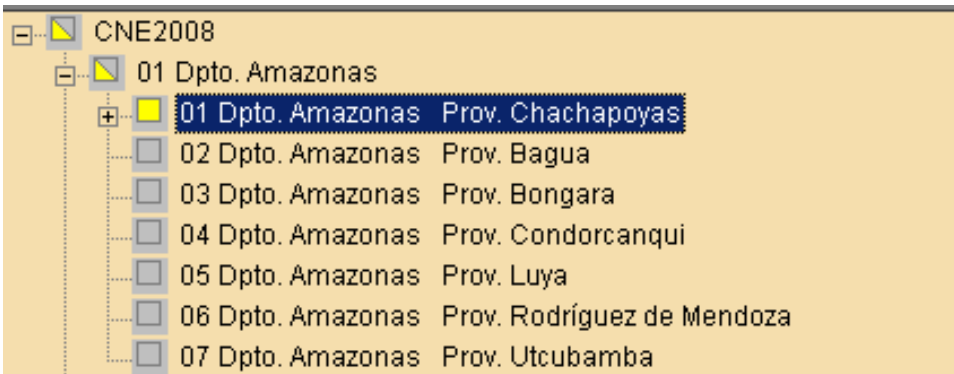 CNE2008
01 Dpto. Amazonas
01 Dpto. Amazonas Prov. Chachapoyas
02 Dpto. Amazonas Prov. Bagua
03 Dpto. Amazonas Prov. Bongara
04 Dpto. Amazonas Prov. Condorcanqui
05 Dpto. Amazonas Prov. Luya
06 Dpto. Amazonas Prov. Rodríguez de Mendoza
07 Dpto. Amazonas Prov. Utcubamba